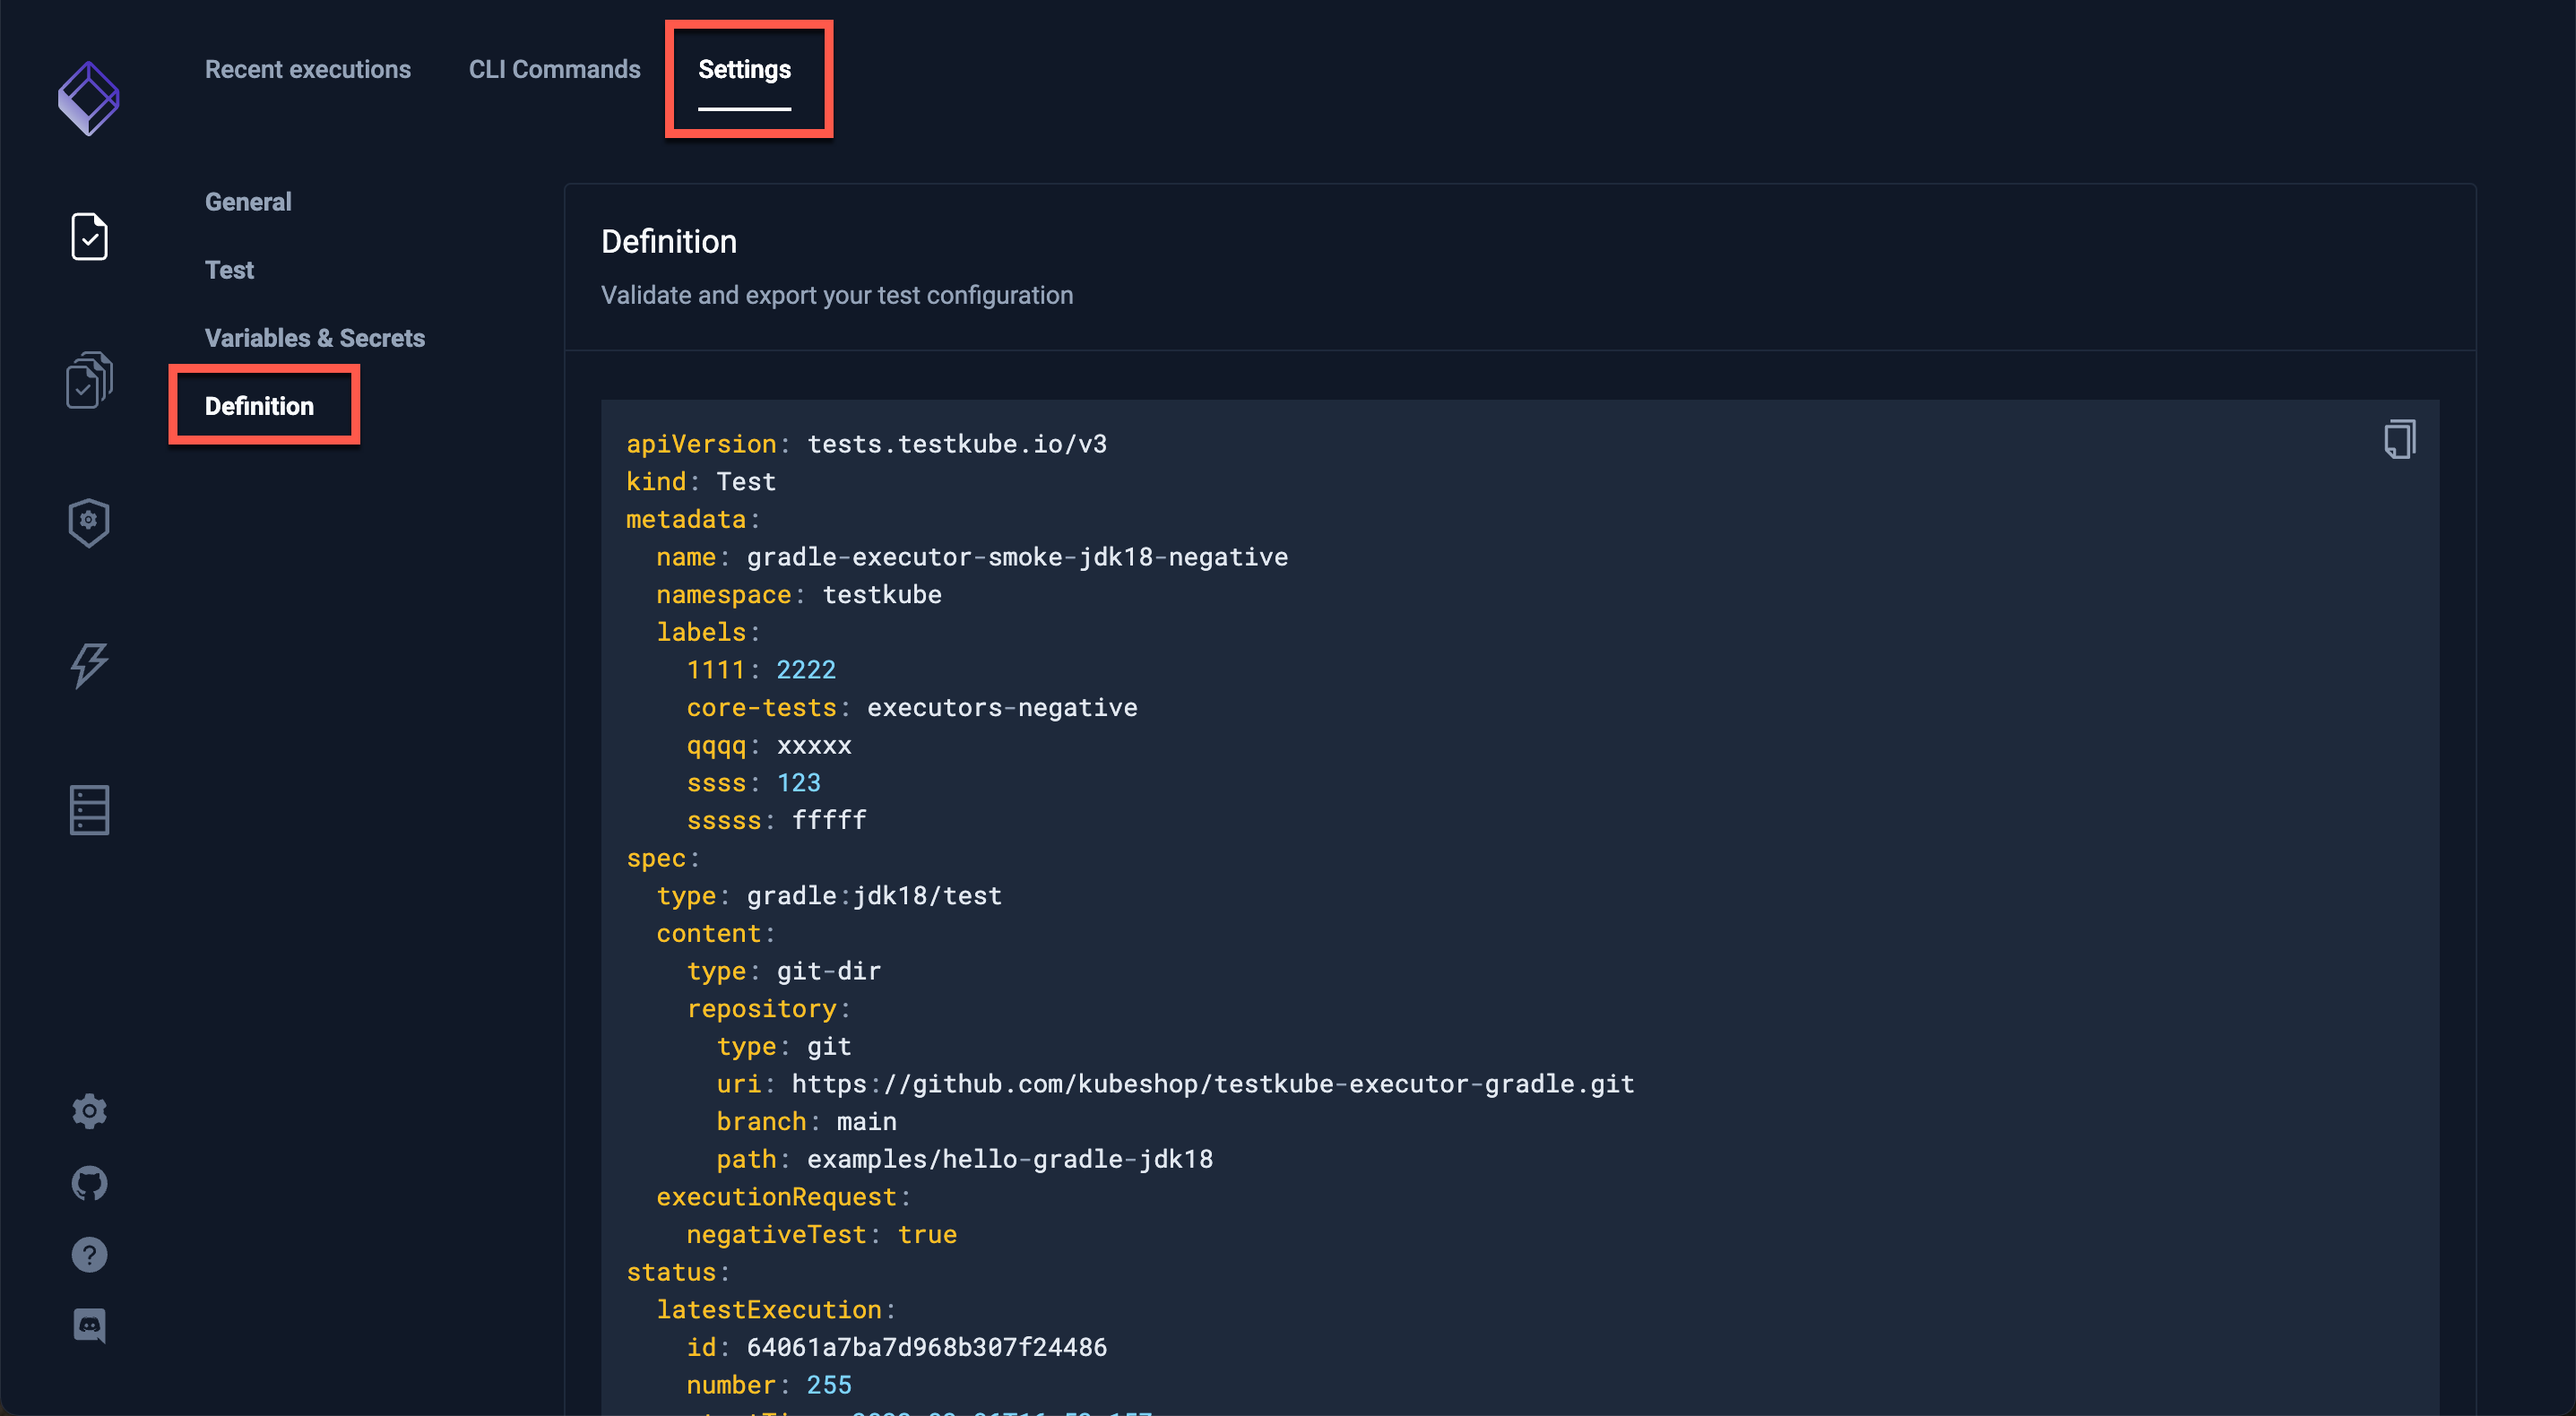 Recent executions
CLI Commands
Settings
General
Test
Variables & Secrets
Definition
Definition
Validate and export your test configuration
apiVersion: tests.testkube.io/v3
kind: Test
metadata:
  name: gradle-executor-smoke-jdk18-negative
  namespace: testkube
  labels:
    1111: 2222
    core-tests: executors-negative
    qqqq: xxxxx
    ssss: 123
    sssss: fffff
spec:
  type: gradle:jdk18/test
  content:
    type: git-dir
    repository:
      type: git
      uri: https://github.com/kubeshop/testkube-executor-gradle.git
      branch: main
      path: examples/hello-gradle-jdk18
  executionRequest:
    negativeTest: true
status:
  latestExecution:
    id: 64061a7ba7d968b307f24486
    number: 255